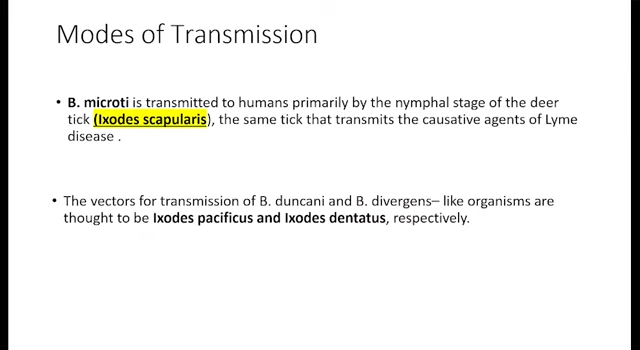 Modes of Transmission
• B. microti is transmitted to humans primarily by the nymphal stage of the deer
tick (Ixodes scapularis), the same tick that transmits the causative agents of Lyme
disease .
• The vectors for transmission of B. duncani and B. divergens– like organisms are
thought to be Ixodes pacificus and Ixodes dentatus, respectively.